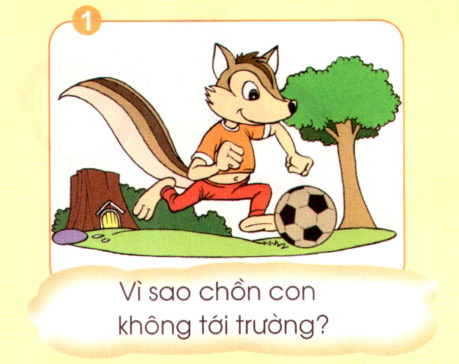 1
Vì sao chồn con
không tới trường?